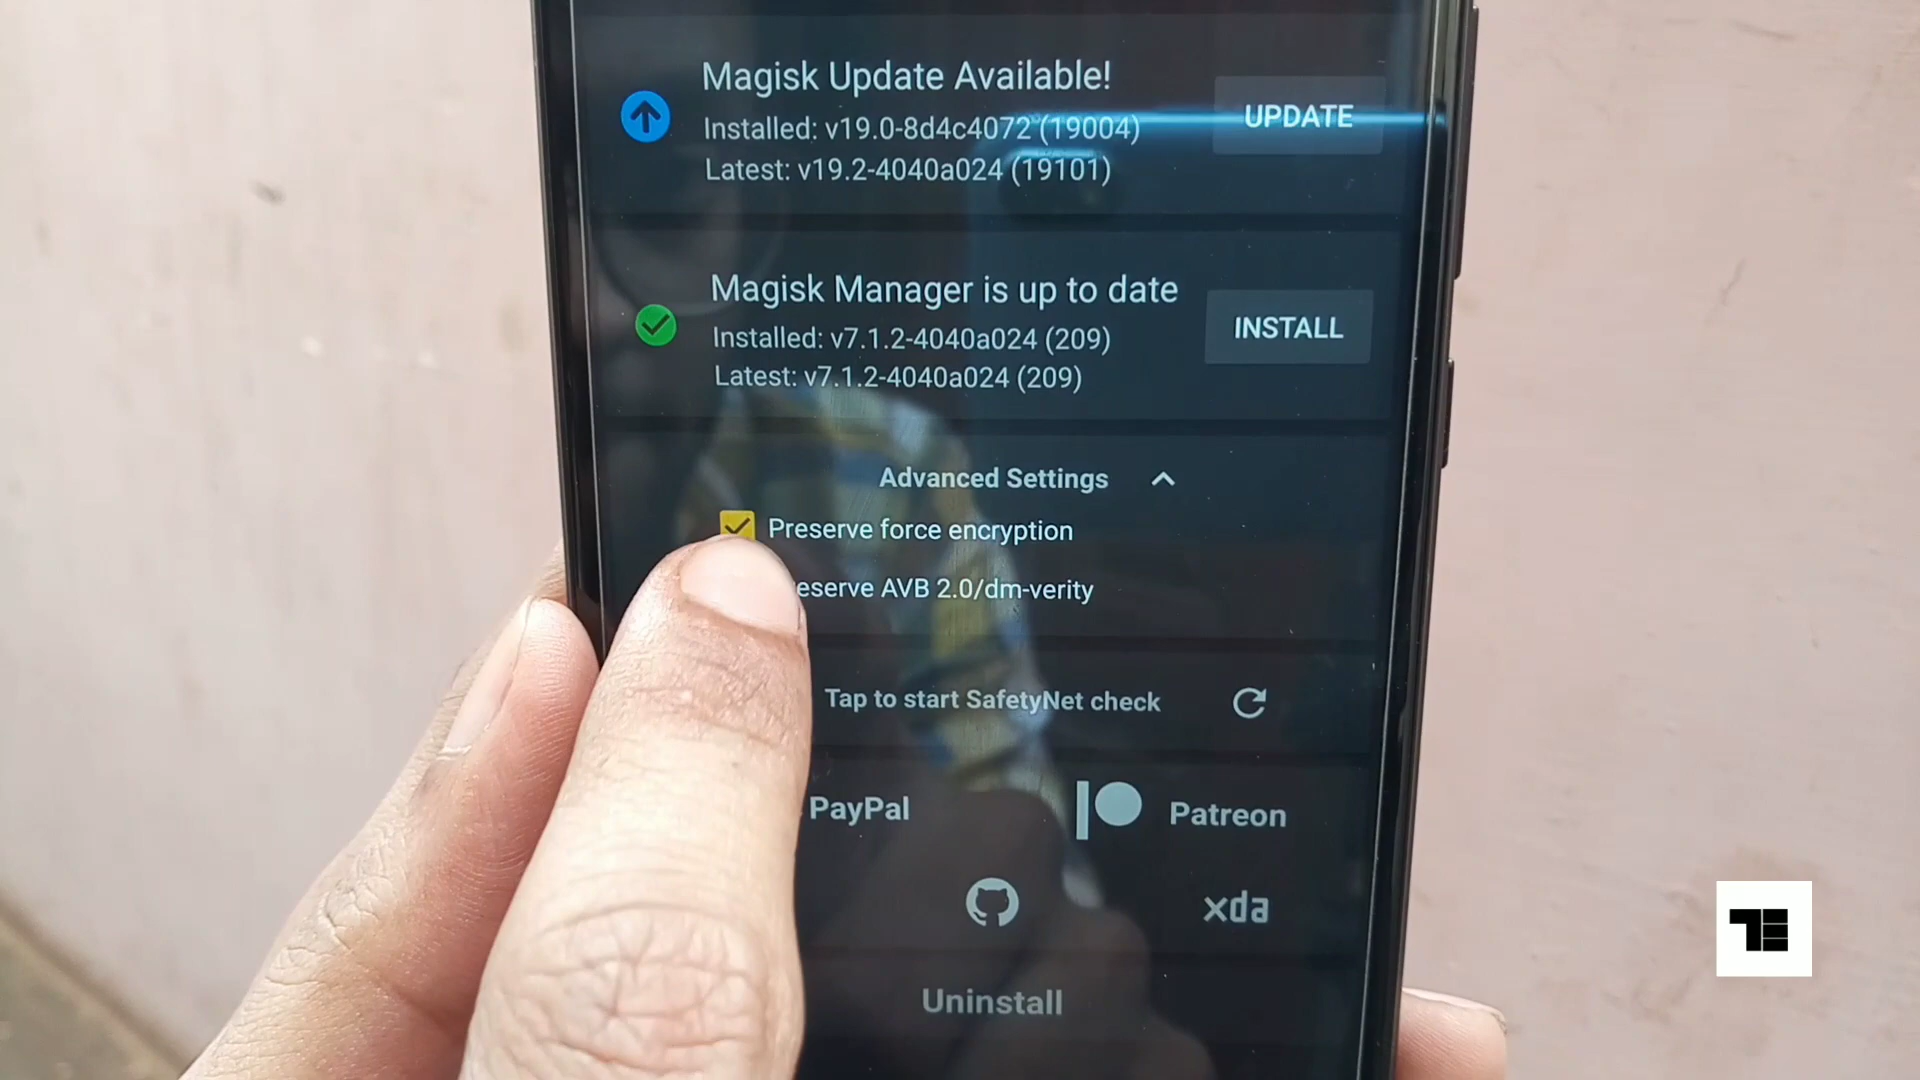 Magisk Update Available!
Installed: v19.0-8d4c4072 (19004)
Latest: v19.2-4040a024 (19101)
UPDATE
Magisk Manager is up to date
Installed: v7.1.2-4040a024 (209)
Latest: v7.1.2-4040a024 (209)
INSTALL
Advanced Settings
Preserve force encryption
eserve AVB 2.0/dm-verity
Tap to start SafetyNet check
PayPal
Patreon
xda
Uninstall
TE